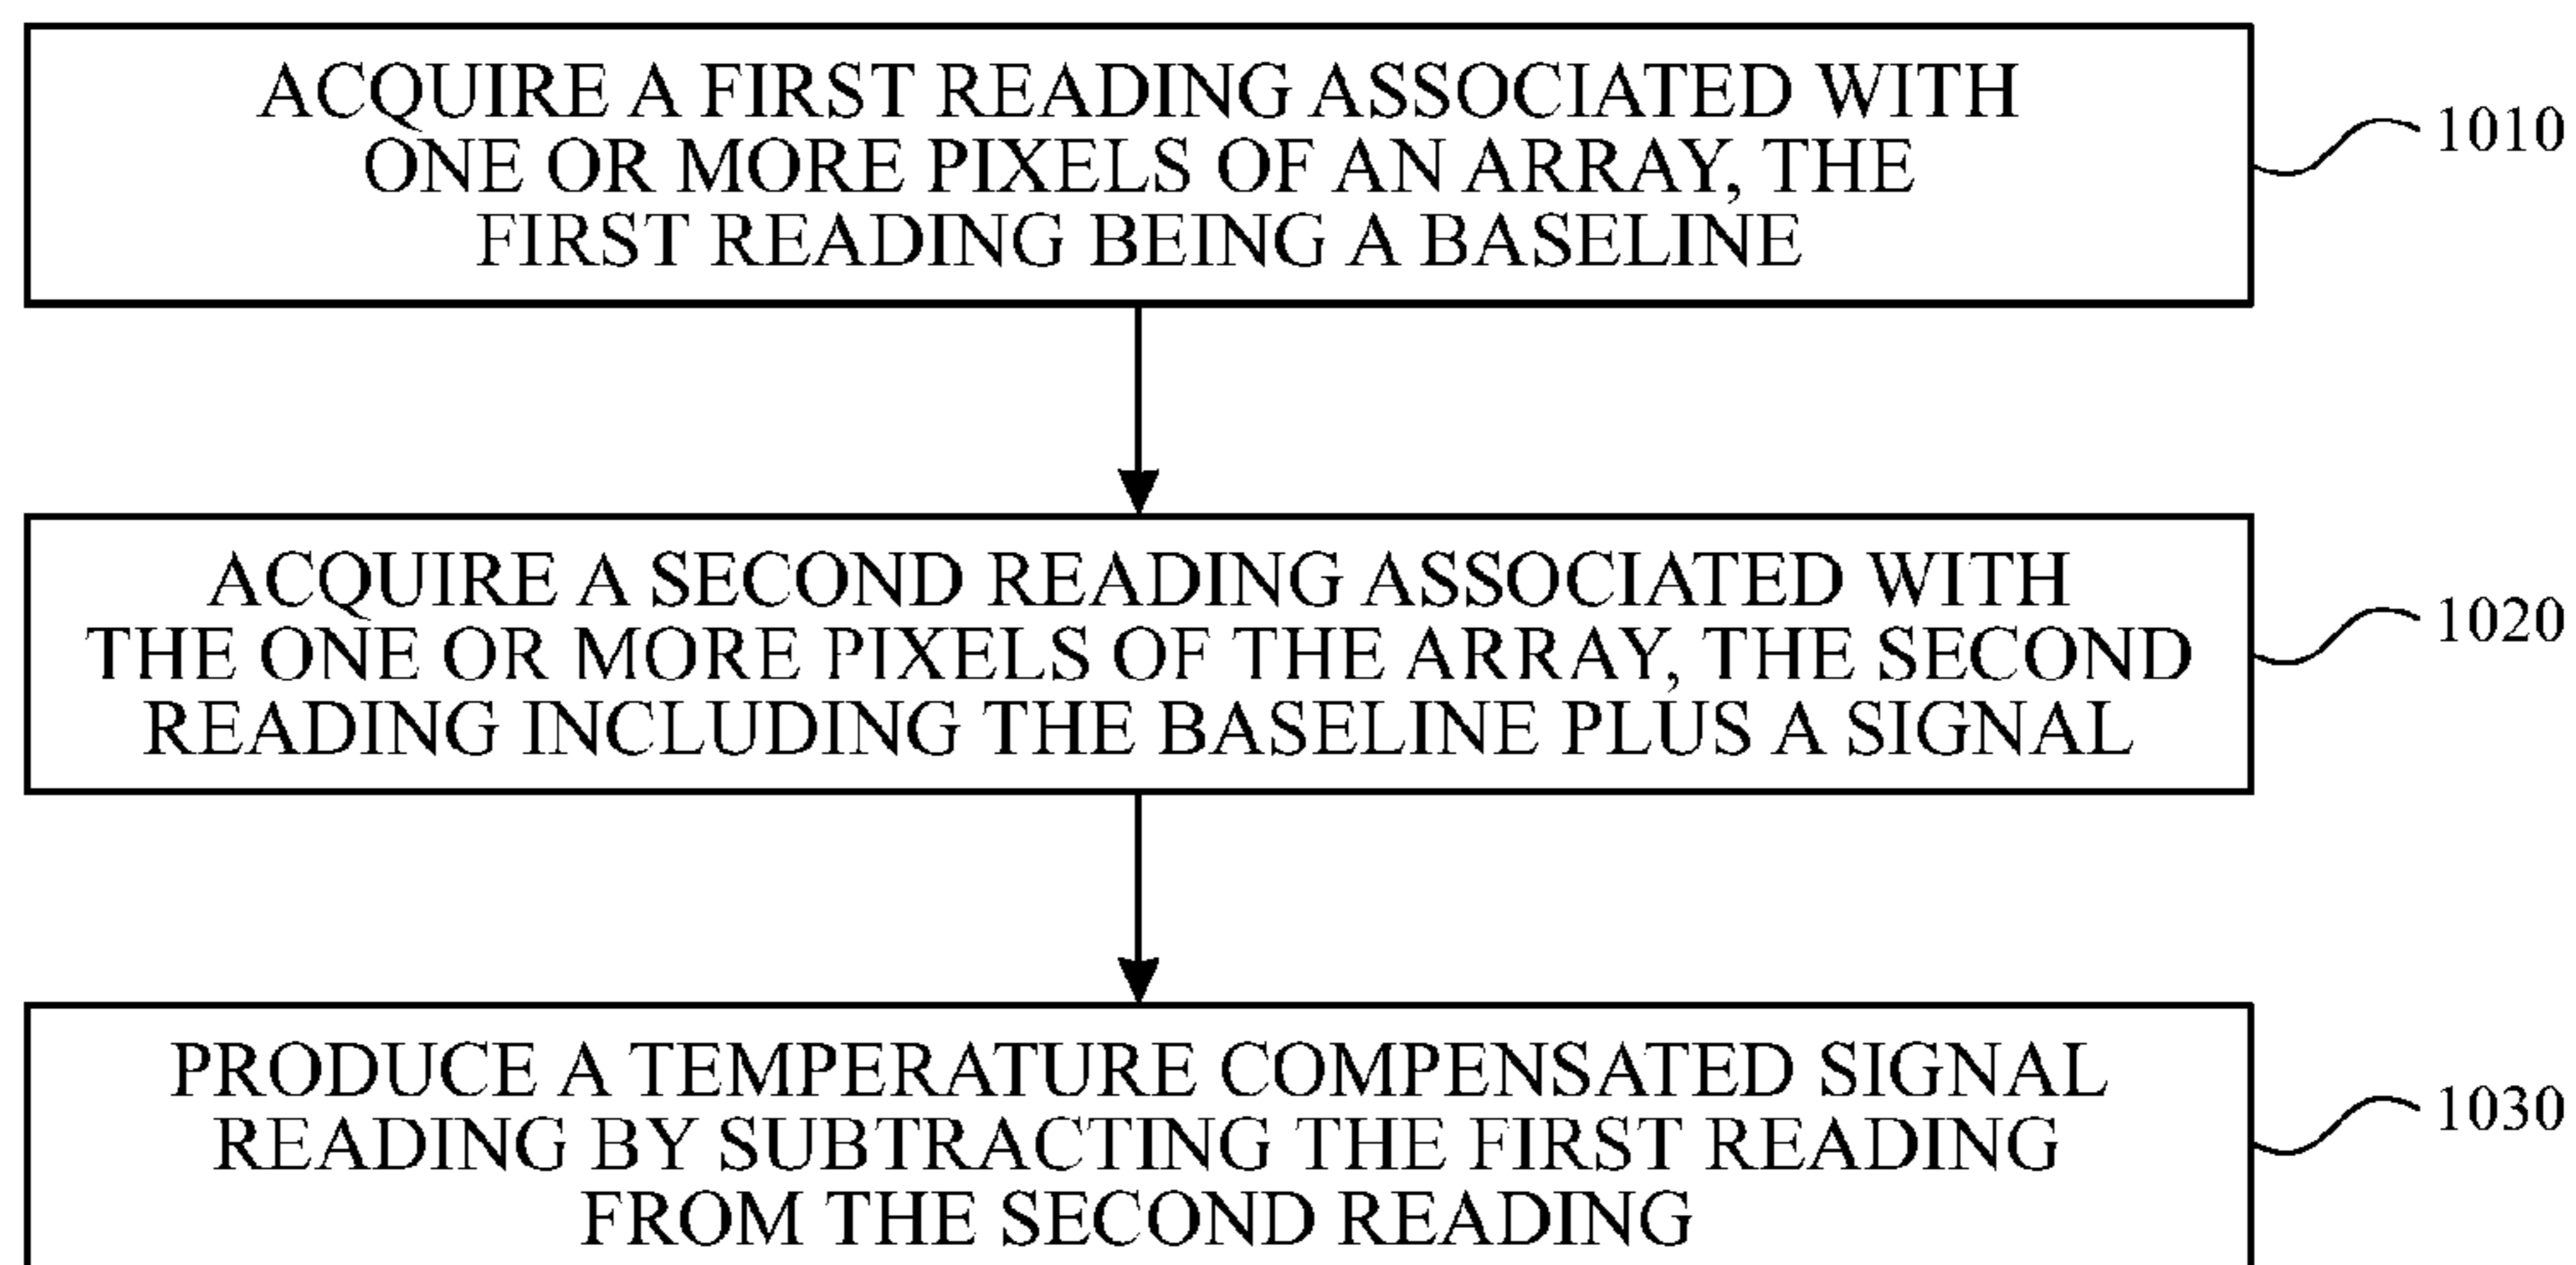 ACQUIRE A FIRST READING ASSOCIATED WITH
ONE OR MORE PIXELS OF AN ARRAY, THE
FIRST READING BEING A BASELINE
1010
ACQUIRE A SECOND READING ASSOCIATED WITH
THE ONE OR MORE PIXELS OF THE ARRAY, THE SECOND
READING INCLUDING THE BASELINE PLUS A SIGNAL
1020
PRODUCE A TEMPERATURE COMPENSATED SIGNAL
READING BY SUBTRACTING THE FIRST READING
FROM THE SECOND READING
1030